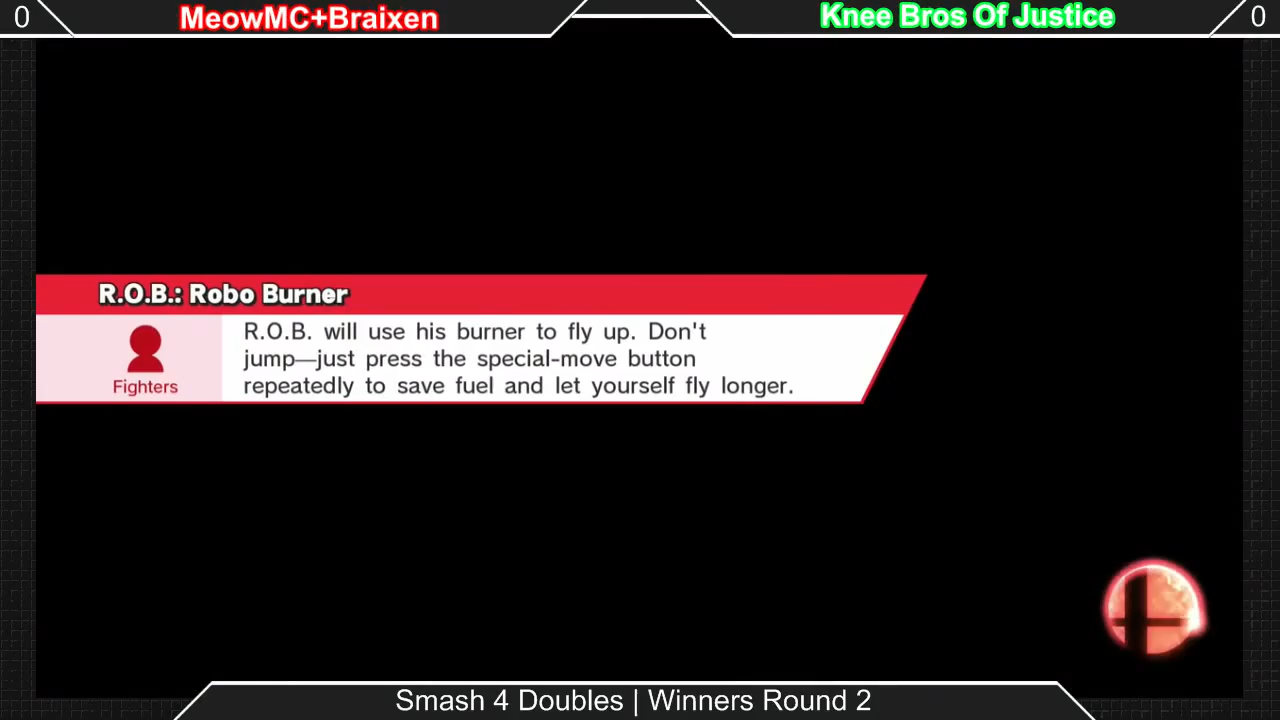 0
MeowMC+Braixen
Knee Bros Of Justice
0
R.O.B.: Robo Burner
Fighters
R.O.B. will use his burner to fly up. Don't
jump—just press the special-move button
repeatedly to save fuel and let yourself fly longer.
Smash 4 Doubles | Winners Round 2